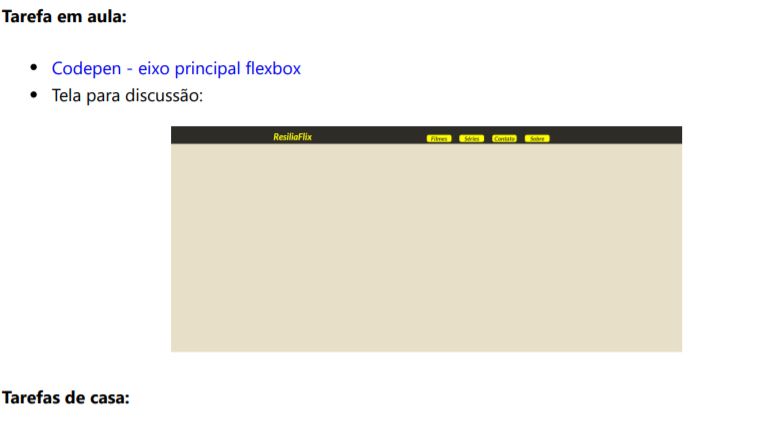 Tarefa em aula:
Codepen - eixo principal flexbox
Tela para discussão:
ResiliaFlix Filmes Séries Contato Sobre
Tarefas de casa: